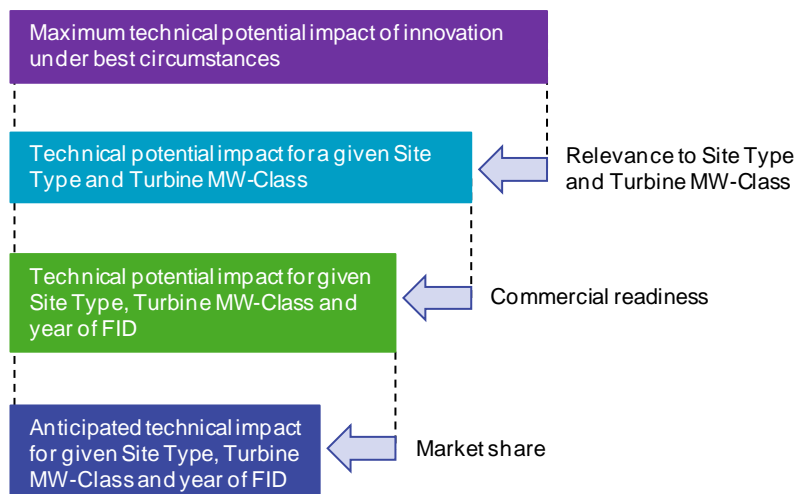 Maximum technical potential impact of innovation
under best circumstances
Technical potential impact for a given Site
Type and Turbine MW-Class
Relevance to Site Type
and Turbine MW-Class
Technical potential impact for given
Site Type, Turbine MW-Class and
year of FID
Commercial readiness
Anticipated technical impact
for given Site Type, Turbine
MW-Class and year of FID
Market share